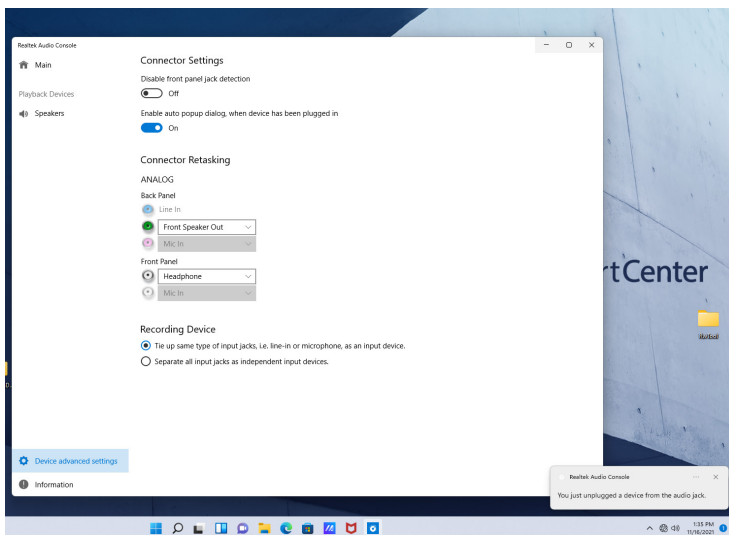 Realtek Audio Console
Main
Playback Devices
Speakers
Device advanced settings
Information
Connector Settings
Disable front panel jack detection
Off
Enable auto popup dialog, when device has been plugged in
On
Connector Retasking
ANALOG
Back Panel
Line In
Front Speaker Out
Mic In
Front Panel
Headphone
Mic In
Recording Device
Tie up same type of input jacks, i.e. line-in or microphone, as an input device.
Separate all input jacks as independent input devices.
rtCenter
Realtek Audio Console
You just unplugged a device from the audio jack.
1:35 PM
11/16/2021
1